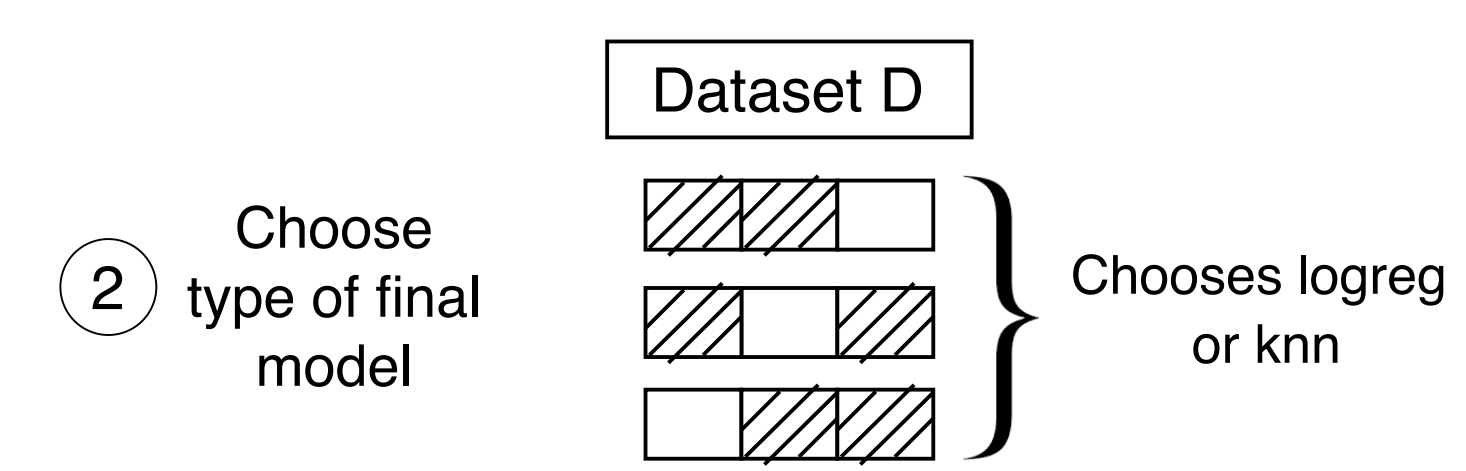 Dataset D
2
Choose
type of final
model
Chooses logreg
or knn